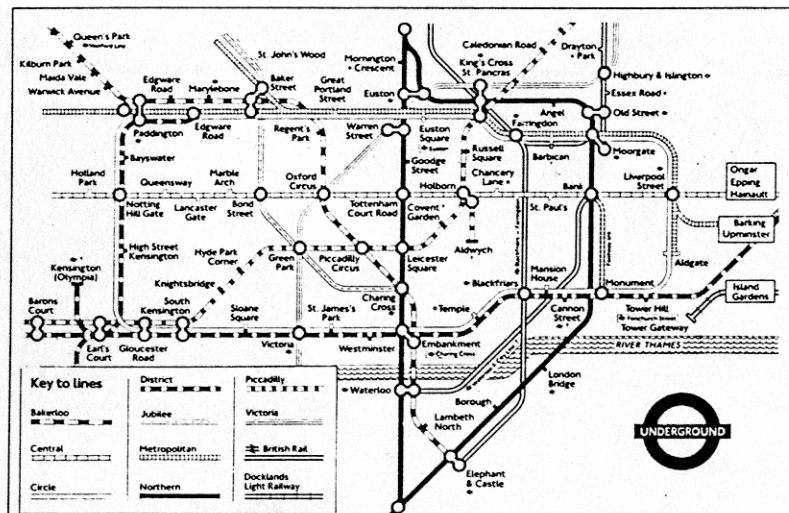 Queen's Park
Kilburn Park
Maida Vale
Warwick Avenue
Paddington
Edgware
Road
Marylebone
Baker
Street
St. John's Wood
Great
Portland
Street
Edgware
Road
Regent's
Park
Mornington
Crescent
Euston
Warren
Street
Euston
Square
Caledonian Road
King's Cross
St. Pancras
Drayton
Park
Highbury & Islington
Essex Road
Old Street
Angel
Farringdon
Barbican
Moorgate
Liverpool
Street
Bayswater
Holland
Park
Queensway
Notting
Hill Gate
Lancaster
Gate
Marble
Arch
Bond
Street
Oxford
Circus
Goodge
Street
Tottenham
Court Road
Russell
Square
Holborn
Chancery
Lane
Covent
Garden
Aldwych
St. Paul's
Bank
Ongar
Epping
Hainault
Barking
Upminster
Aldgate
Island
Gardens
High Street
Kensington
Kensington
(Olympia)
Hyde Park
Corner
Knightsbridge
Green
Park
Piccadilly
Circus
Leicester
Square
Charing
Cross
Blackfriars
Mansion
House
Monument
Cannon
Street
Tower Hill
Fenchurch Street
Tower Gateway
Barons
Court
Earl's
Court
Gloucester
Road
South
Kensington
Sloane
Square
Victoria
St. James's
Park
Westminster
Temple
Embankment
Charing Cross
RIVER THAMES
Waterloo
London
Bridge
Borough
Lambeth
North
Elephant
& Castle
Key to lines
Bakerloo
Central
Circle
District
Jubilee
Metropolitan
Northern
Piccadilly
Victoria
British Rail
Docklands
Light Railway
UNDERGROUND